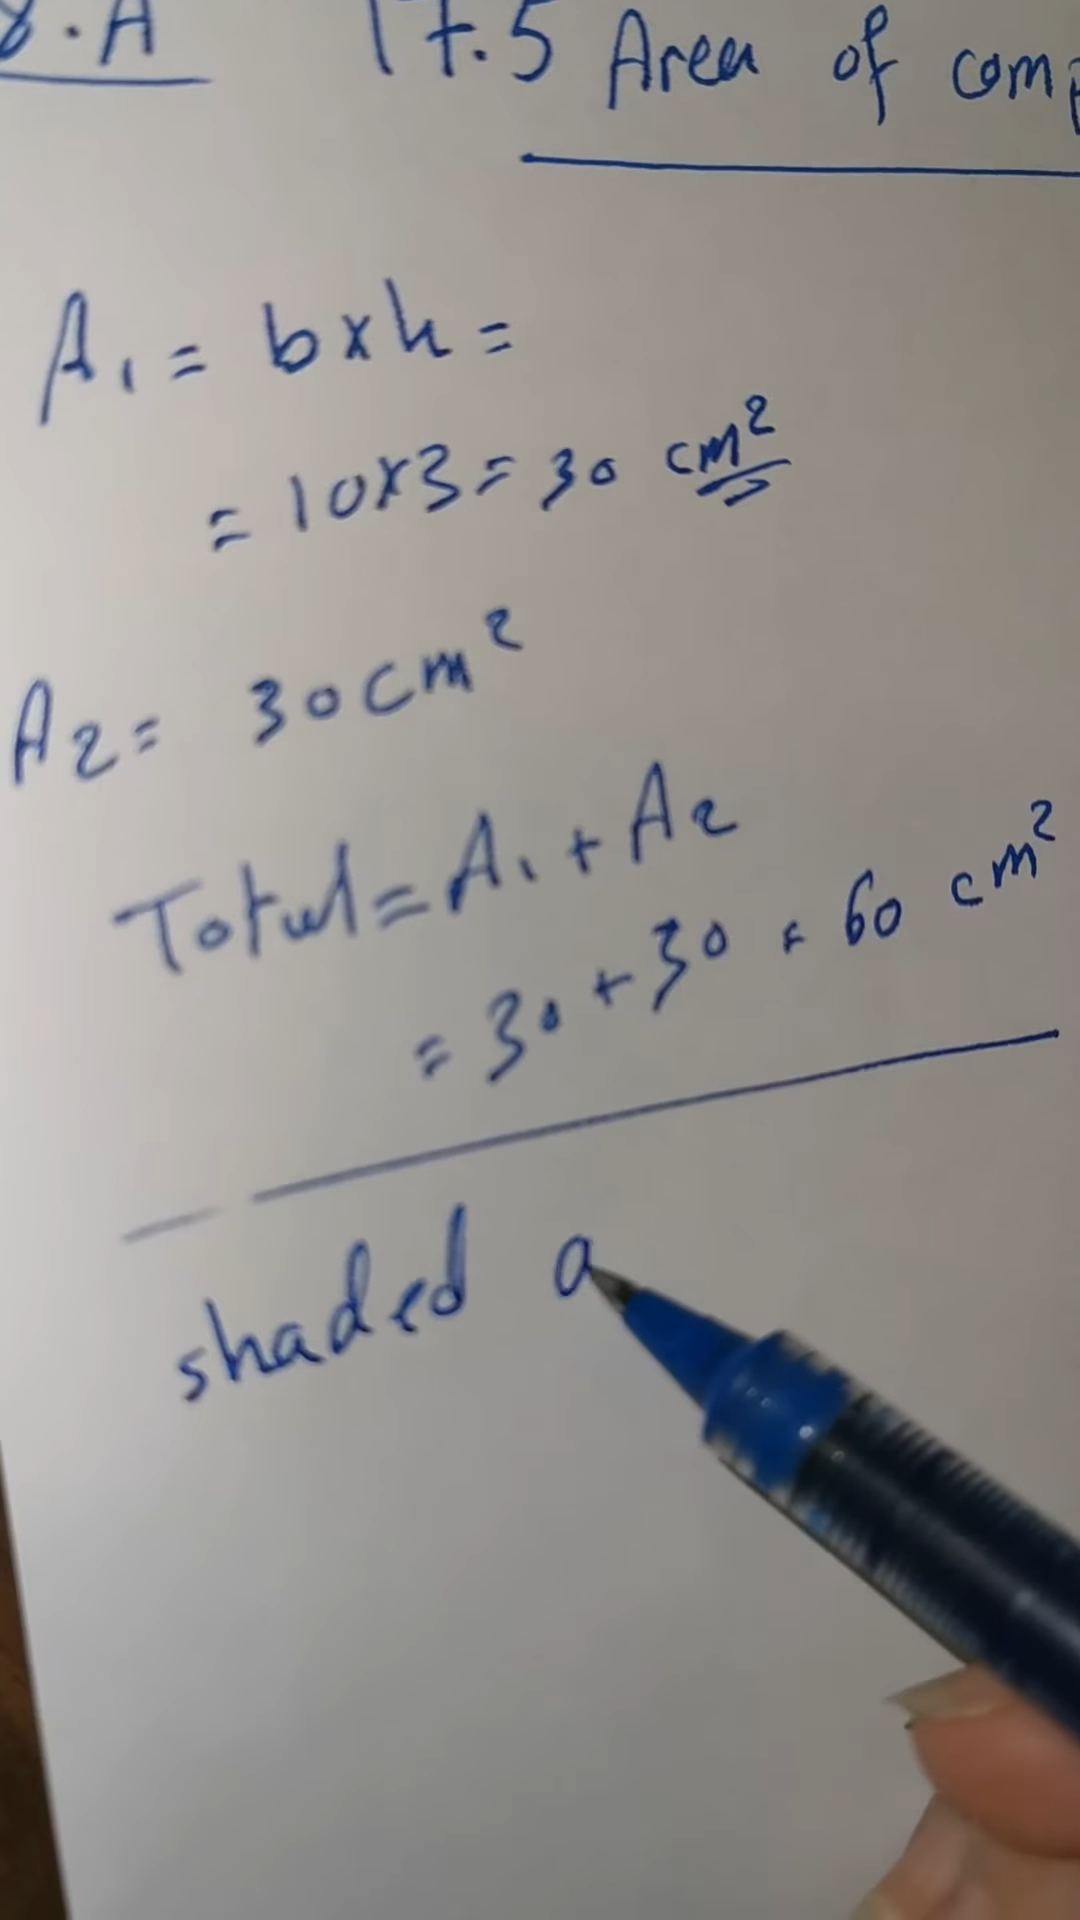 8.A 17.5 Area of comp
A1 = b x h =
= 10 x 3 = 30 cm²
A2 = 30 cm²
Total = A1 + A2
= 30 + 30 = 60 cm²
shaded a